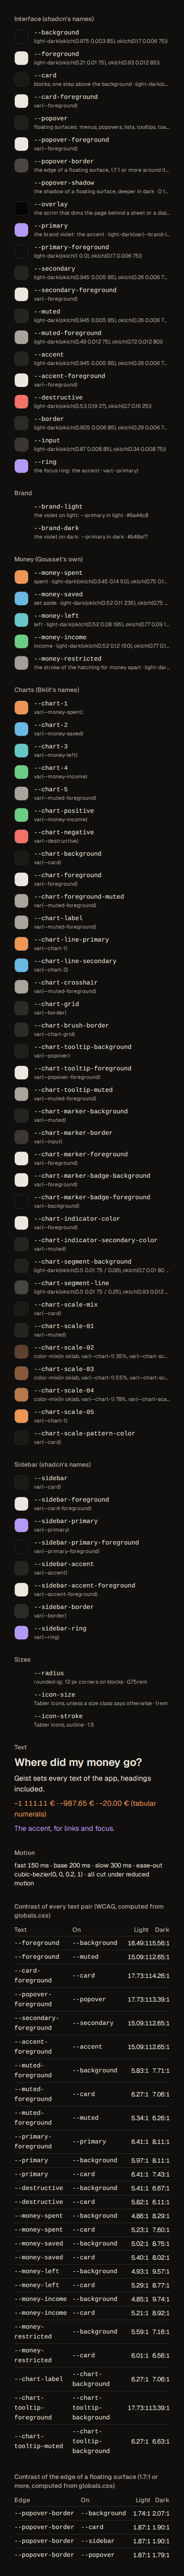 Interface (shadcn's names)
--background
light-dark(oklch(0.975 0.003 85), oklch(0.17 0.006 75))
--foreground
light-dark(oklch(0.21 0.01 75), oklch(0.93 0.012 85))
--card
blocks, one step above the background · light-dark(o…
--card-foreground
var(--foreground)
--popover
floating surfaces: menus, popovers, lists, tooltips, toa…
--popover-foreground
var(--foreground)
--popover-border
the edge of a floating surface, 1.7:1 or more around it…
--popover-shadow
the shadow of a floating surface, deeper in dark · 0 1…
--overlay
the scrim that dims the page behind a sheet or a dial…
--primary
the brand violet: the accent · light-dark(var(--brand-l…
--primary-foreground
light-dark(oklch(1 0 0), oklch(0.17 0.006 75))
--secondary
light-dark(oklch(0.945 0.005 85), oklch(0.26 0.006 7…
--secondary-foreground
var(--foreground)
--muted
light-dark(oklch(0.945 0.005 85), oklch(0.26 0.006 7…
--muted-foreground
light-dark(oklch(0.49 0.012 75), oklch(0.72 0.012 80))
--accent
light-dark(oklch(0.945 0.005 85), oklch(0.26 0.006 7…
--accent-foreground
var(--foreground)
--destructive
light-dark(oklch(0.53 0.19 27), oklch(0.7 0.16 25))
--border
light-dark(oklch(0.905 0.006 85), oklch(0.29 0.006 7…
--input
light-dark(oklch(0.87 0.008 85), oklch(0.34 0.008 75))
--ring
the focus ring: the accent · var(--primary)
Brand
--brand-light
the violet on light: --primary in light
--brand-dark
the violet on dark: --primary in dark
Money (Gousset's own)
--money-spent
spent · light-dark(oklch(0.545 0.14 50), oklch(0.75 0.1…
--money-saved
set aside · light-dark(oklch(0.52 0.11 235), oklch(0.75 …
--money-left
left · light-dark(oklch(0.52 0.08 195), oklch(0.77 0.09 1…
--money-income
income · light-dark(oklch(0.52 0.12 150), oklch(0.77 0.1…
--money-restricted
the stroke of the hatching for money apart · light-dar…
Charts (Bklit's names)
--chart-1
var(--money-spent)
--chart-2
var(--money-saved)
--chart-3
var(--money-left)
--chart-4
var(--money-income)
--chart-5
var(--muted-foreground)
--chart-positive
var(--money-income)
--chart-negative
var(--destructive)
--chart-background
var(--card)
--chart-foreground
var(--foreground)
--chart-foreground-muted
var(--muted-foreground)
--chart-label
var(--muted-foreground)
--chart-line-primary
var(--chart-1)
--chart-line-secondary
var(--chart-2)
--chart-crosshair
var(--muted-foreground)
--chart-grid
var(--border)
--chart-brush-border
var(--chart-grid)
--chart-tooltip-background
var(--popover)
--chart-tooltip-foreground
var(--popover-foreground)
--chart-tooltip-muted
var(--muted-foreground)
--chart-marker-background
var(--muted)
--chart-marker-border
var(--input)
--chart-marker-foreground
var(--foreground)
--chart-marker-badge-background
var(--foreground)
--chart-marker-badge-foreground
var(--background)
--chart-indicator-color
var(--foreground)
--chart-indicator-secondary-color
var(--muted)
--chart-segment-background
light-dark(oklch(0.5 0.01 75 / 0.06), oklch(0.77 0.01 80 …
--chart-segment-line
light-dark(oklch(0.5 0.01 75 / 0.25), oklch(0.93 0.012 …
--chart-scale-mix
var(--card)
--chart-scale-01
var(--muted)
--chart-scale-02
color-mix(in oklab, var(--chart-1) 35%, var(--chart-sc…
--chart-scale-03
color-mix(in oklab, var(--chart-1) 55%, var(--chart-sc…
--chart-scale-04
color-mix(in oklab, var(--chart-1) 78%, var(--chart-sca…
--chart-scale-05
var(--chart-1)
--chart-scale-pattern-color
var(--card)
Sidebar (shadcn's names)
--sidebar
var(--card)
--sidebar-foreground
var(--card-foreground)
--sidebar-primary
var(--primary)
--sidebar-primary-foreground
var(--primary-foreground)
--sidebar-accent
var(--accent)
--sidebar-accent-foreground
var(--accent-foreground)
--sidebar-border
var(--border)
--sidebar-ring
var(--ring)
Sizes
--radius
rounded-lg: 12 px corners on blocks · 0.75rem
--icon-size
Tabler icons, unless a size class says otherwise · 1rem
--icon-stroke
Tabler icons, outline · 1.5
Text
Where did my money go?
Geist sets every text of the app, headings
included.
−1 111.11 € · −987.65 € · −20.00 € (tabular
numerals)
The accent, for links and focus.
Motion
fast 150 ms · base 200 ms · slow 300 ms · ease-out
cubic-bezier(0, 0, 0.2, 1) · all cut under reduced
motion
Contrast of every text pair (WCAG, computed from
globals.css)
Text On Light Dark
--foreground --background 16.49:1 15.56:1
--foreground --muted 15.09:1 12.65:1
--card-
foreground --card 17.73:1 14.26:1
--popover-
foreground --popover 17.73:1 13.39:1
--secondary-
foreground --secondary 15.09:1 12.65:1
--accent-
foreground --accent 15.09:1 12.65:1
--muted-
foreground --background 5.83:1 7.71:1
--muted-
foreground --card 6.27:1 7.06:1
--muted-
foreground --muted 5.34:1 6.26:1
--primary-
foreground --primary 6.41:1 8.11:1
--primary --background 5.97:1 8.11:1
--primary --card 6.41:1 7.43:1
--destructive --background 5.41:1 6.67:1
--destructive --card 5.82:1 6.11:1
--money-spent --background 4.86:1 8.29:1
--money-spent --card 5.23:1 7.60:1
--money-saved --background 5.02:1 8.75:1
--money-saved --card 5.40:1 8.02:1
--money-left --background 4.93:1 9.57:1
--money-left --card 5.29:1 8.77:1
--money-income --background 4.85:1 9.74:1
--money-income --card 5.21:1 8.92:1
--money-
restricted --background 5.59:1 7.16:1
--money-
restricted --card 6.01:1 6.56:1
--chart-label --chart-
background 6.27:1 7.06:1
--chart-
tooltip-
foreground --chart-
tooltip-
background 17.73:1 13.39:1
--chart-
tooltip-muted --chart-
tooltip-
background 6.27:1 6.63:1
Contrast of the edge of a floating surface (1.7:1 or
more, computed from globals.css)
Edge On Light Dark
--popover-border --background 1.74:1 2.07:1
--popover-border --card 1.87:1 1.90:1
--popover-border --sidebar 1.87:1 1.90:1
--popover-border --popover 1.87:1 1.79:1